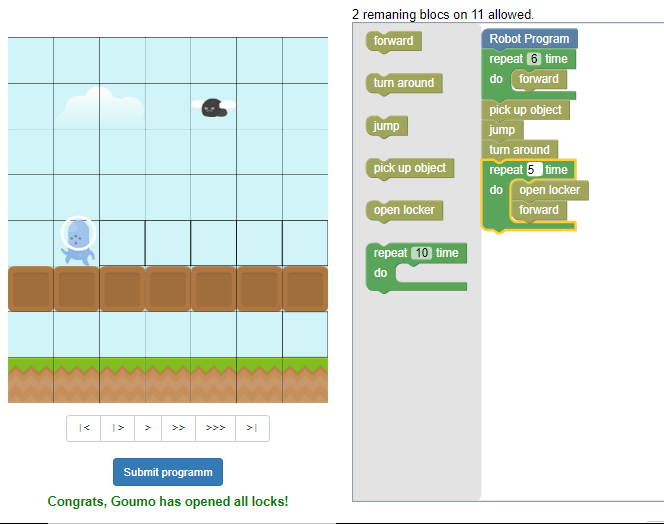 2 remaning blocs on 11 allowed.
forward
turn around
jump
pick up object
open locker
repeat 10 time
do
Robot Program
repeat 6 time
do forward
pick up object
jump
turn around
repeat 5 time
do open locker
forward
|< |> > >> >>> >|
Submit programm
Congrats, Goumo has opened all locks!